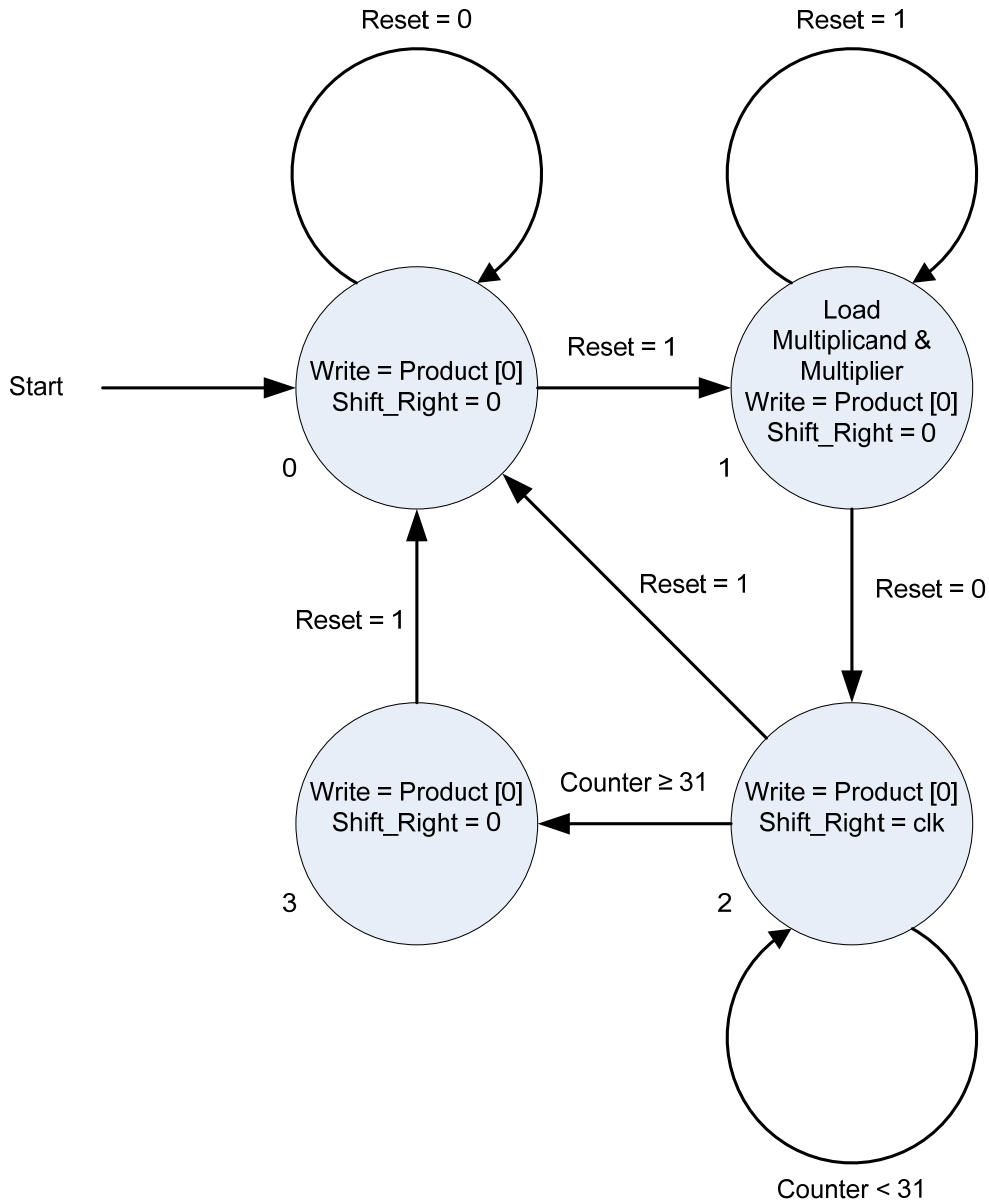 Reset = 0
Reset = 1
Start
Write = Product [0]
Shift_Right = 0
0
Reset = 1
Load
Multiplicand &
Multiplier
Write = Product [0]
Shift_Right = 0
1
Reset = 1
Reset = 1
Reset = 0
Write = Product [0]
Shift_Right = 0
3
Counter ≥ 31
Write = Product [0]
Shift_Right = clk
2
Counter < 31